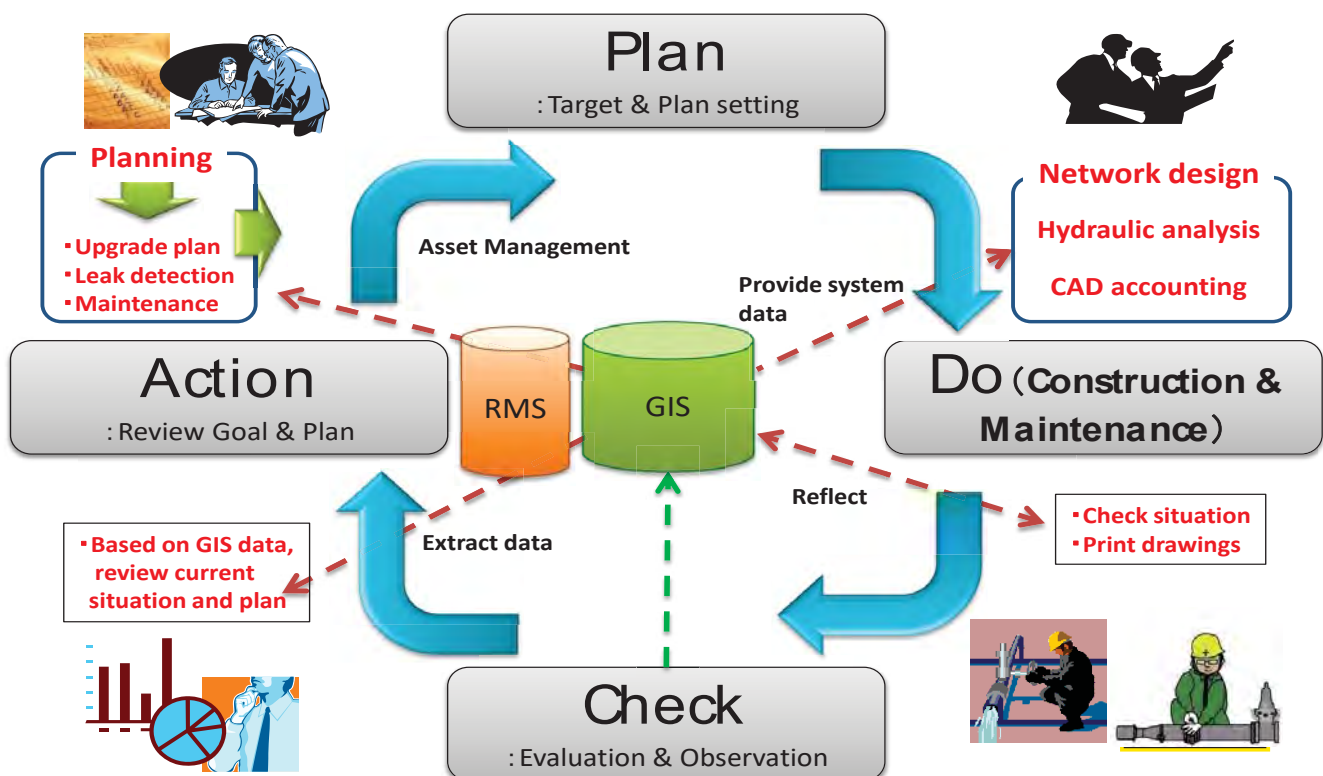 Plan
: Target & Plan setting
Planning
▪ Upgrade plan
▪ Leak detection
▪ Maintenance
Asset Management
Network design
Hydraulic analysis
CAD accounting
Provide system
data
Action
: Review Goal & Plan
RMS
GIS
Do (Construction &
Maintenance)
Reflect
▪ Check situation
▪ Print drawings
Extract data
▪ Based on GIS data,
review current
situation and plan
Check
: Evaluation & Observation